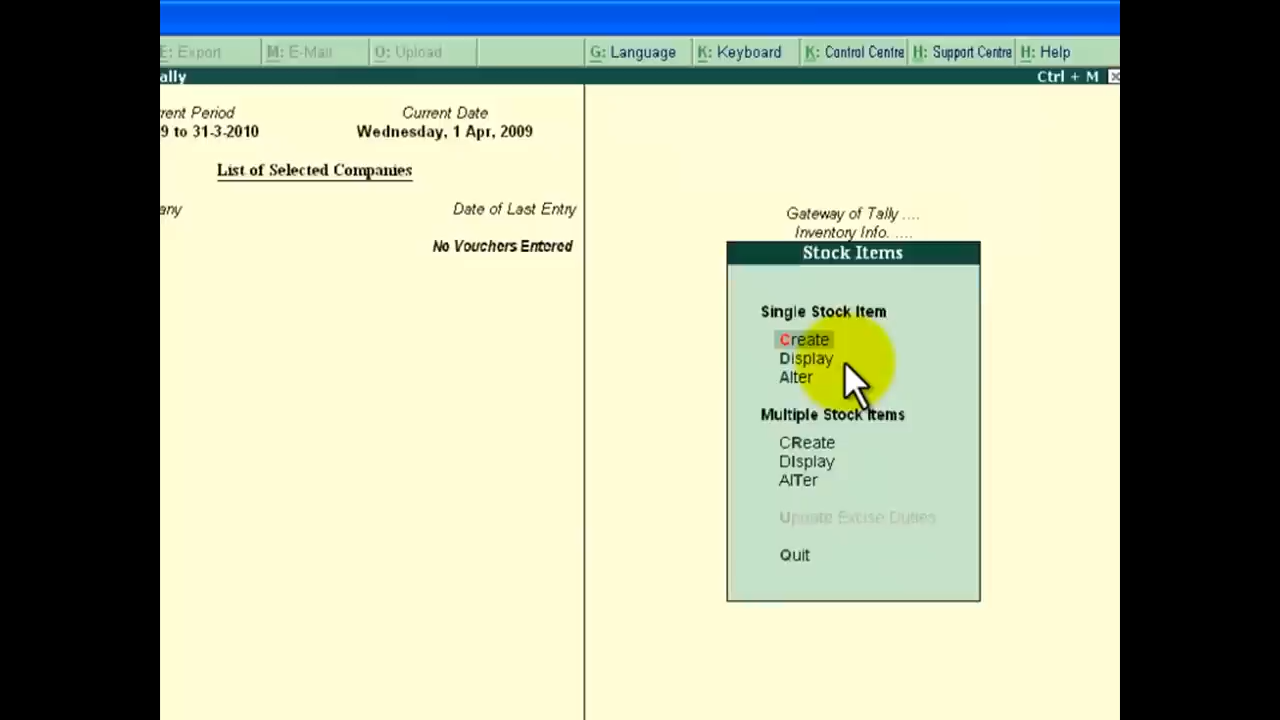 E: Export M: E-Mail O: Upload G: Language K: Keyboard K: Control Centre H: Support Centre H: Help
ally Ctrl + M
rent Period Current Date
9 to 31-3-2010 Wednesday, 1 Apr, 2009
List of Selected Companies
any Date of Last Entry
No Vouchers Entered
Gateway of Tally ....
Inventory Info. ....
Stock Items
Single Stock Item
Create
Display
Alter
Multiple Stock Items
CReate
DIsplay
AlTer
Update Excise Duties
Quit